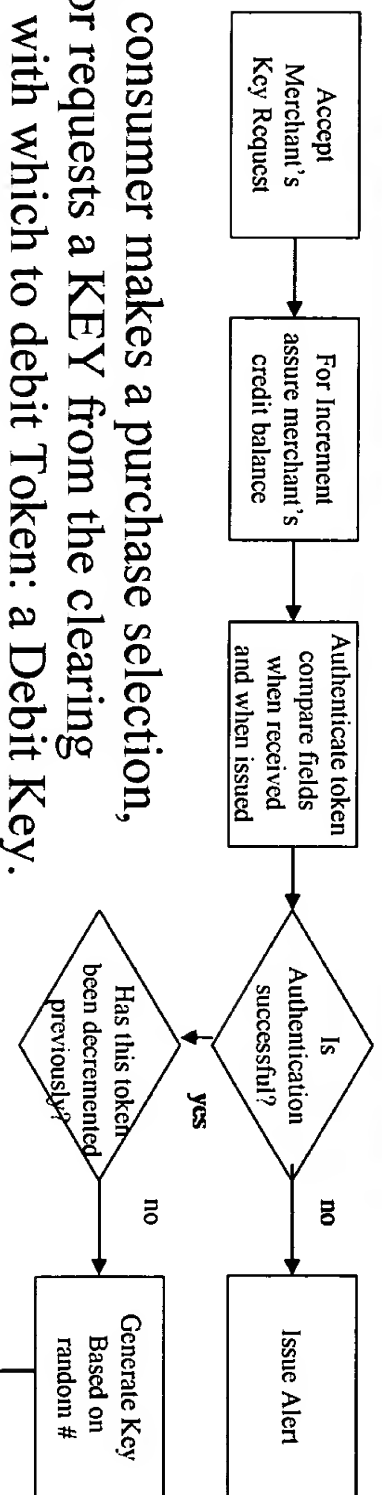 Accept
Merchant's
Key Request
For Increment
assure merchant's
credit balance
Authenticate token
compare fields
when received
and when issued
Is
Authentication
successful?
no
Issue Alert
yes
Has this token
been decremented
previously?
no
Generate Key
Based on
random #
consumer makes a purchase selection,
or requests a KEY from the clearing
with which to debit Token: a Debit Key.